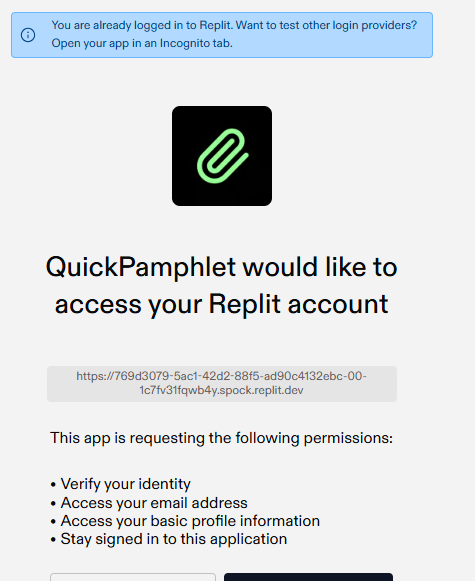 You are already logged in to Replit. Want to test other login providers?
Open your app in an Incognito tab.
QuickPamphlet would like to
access your Replit account
https://769d3079-5ac1-42d2-88f5-ad90c4132ebc-00-
1c7fv31fqwb4y.spock.replit.dev
This app is requesting the following permissions:
• Verify your identity
• Access your email address
• Access your basic profile information
• Stay signed in to this application